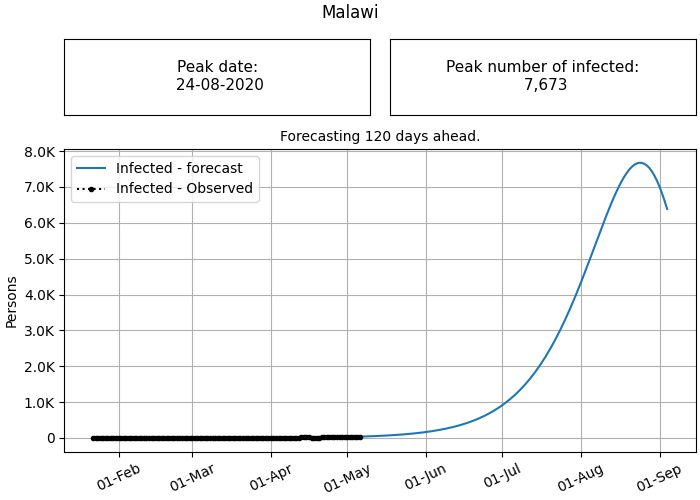 Malawi
Peak date:
24-08-2020
Peak number of infected:
7,673
Forecasting 120 days ahead.
Infected - forecast
Infected - Observed
Persons
8.0K
7.0K
6.0K
5.0K
4.0K
3.0K
2.0K
1.0K
0
01-Feb
01-Mar
01-Apr
01-May
01-Jun
01-Jul
01-Aug
01-Sep